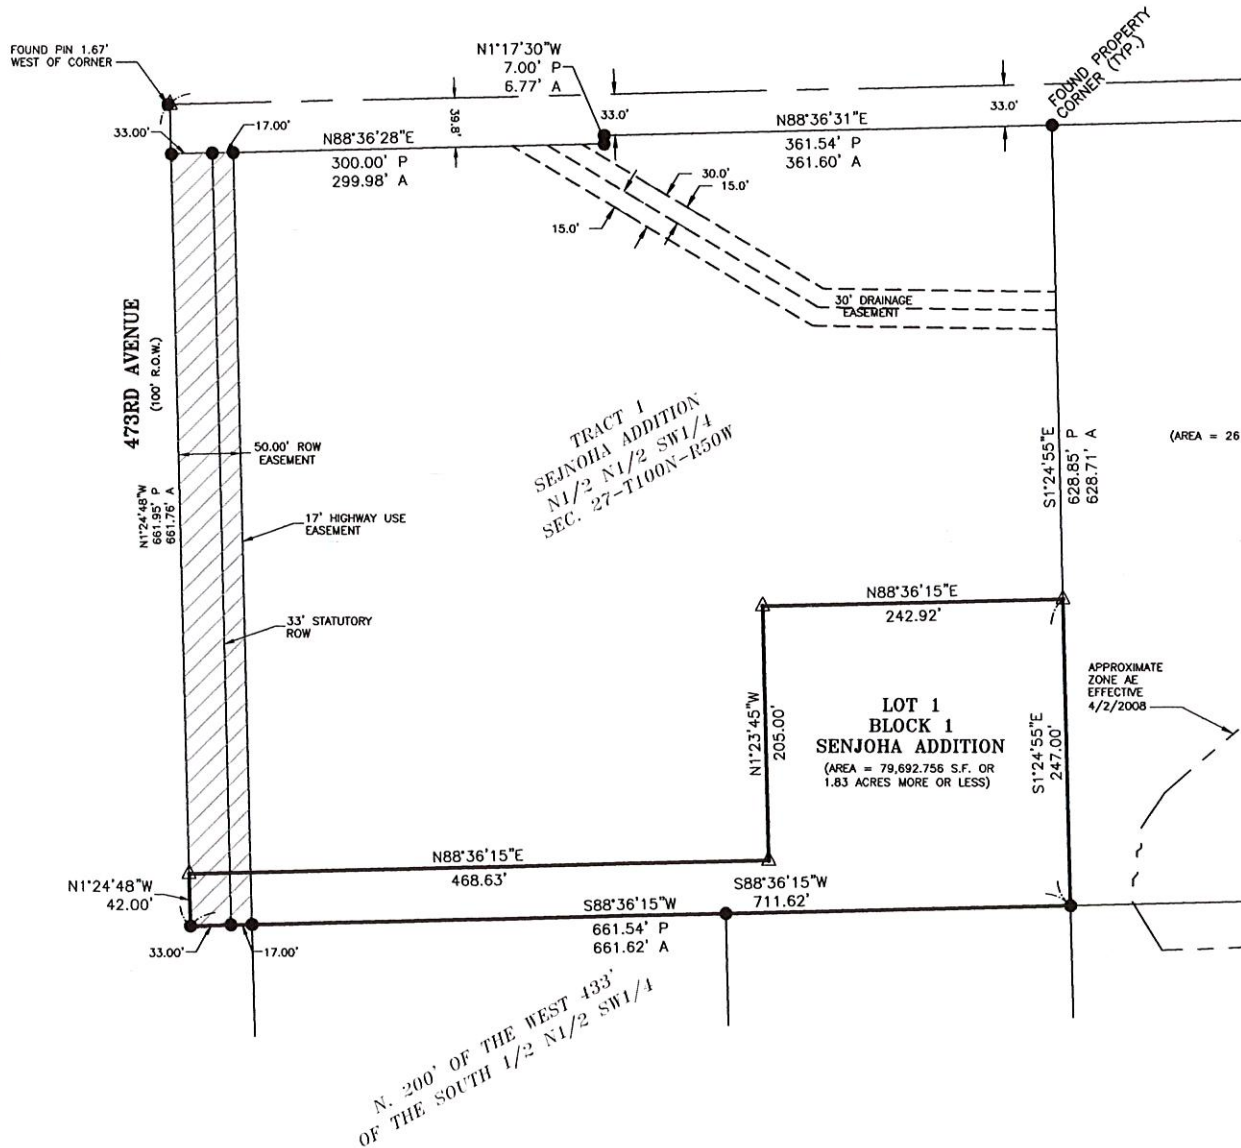 FOUND PIN 1.67'
WEST OF CORNER
N1°17'30"W
7.00' P
6.77' A
FOUND PROPERTY
CORNER (TYP.)
33.00'
17.00'
N88°36'28"E
300.00' P
299.98' A
39.8'
33.0'
N88°36'31"E
361.54' P
361.60' A
33.0'
30.0'
15.0'
15.0'
30' DRAINAGE
EASEMENT
473RD AVENUE
(100' R.O.W.)
N1°24'48"W
661.95' P
661.76' A
50.00' ROW
EASEMENT
17' HIGHWAY USE
EASEMENT
33' STATUTORY
ROW
TRACT 1
SEJNOHA ADDITION
N1/2 N1/2 SW1/4
SEC. 27-T100N-R50W
S1°24'55"E
628.85' P
628.71' A
(AREA = 26
N88°36'15"E
242.92'
N1°23'45"W
205.00'
LOT 1
BLOCK 1
SENJOHA ADDITION
(AREA = 79,692.756 S.F. OR
1.83 ACRES MORE OR LESS)
S1°24'55"E
247.00'
APPROXIMATE
ZONE AE
EFFECTIVE
4/2/2008
N88°36'15"E
468.63'
N1°24'48"W
42.00'
S88°36'15"W
711.62'
S88°36'15"W
661.54' P
661.62' A
33.00'
17.00'
N. 200' OF THE WEST 433'
OF THE SOUTH 1/2 N1/2 SW1/4